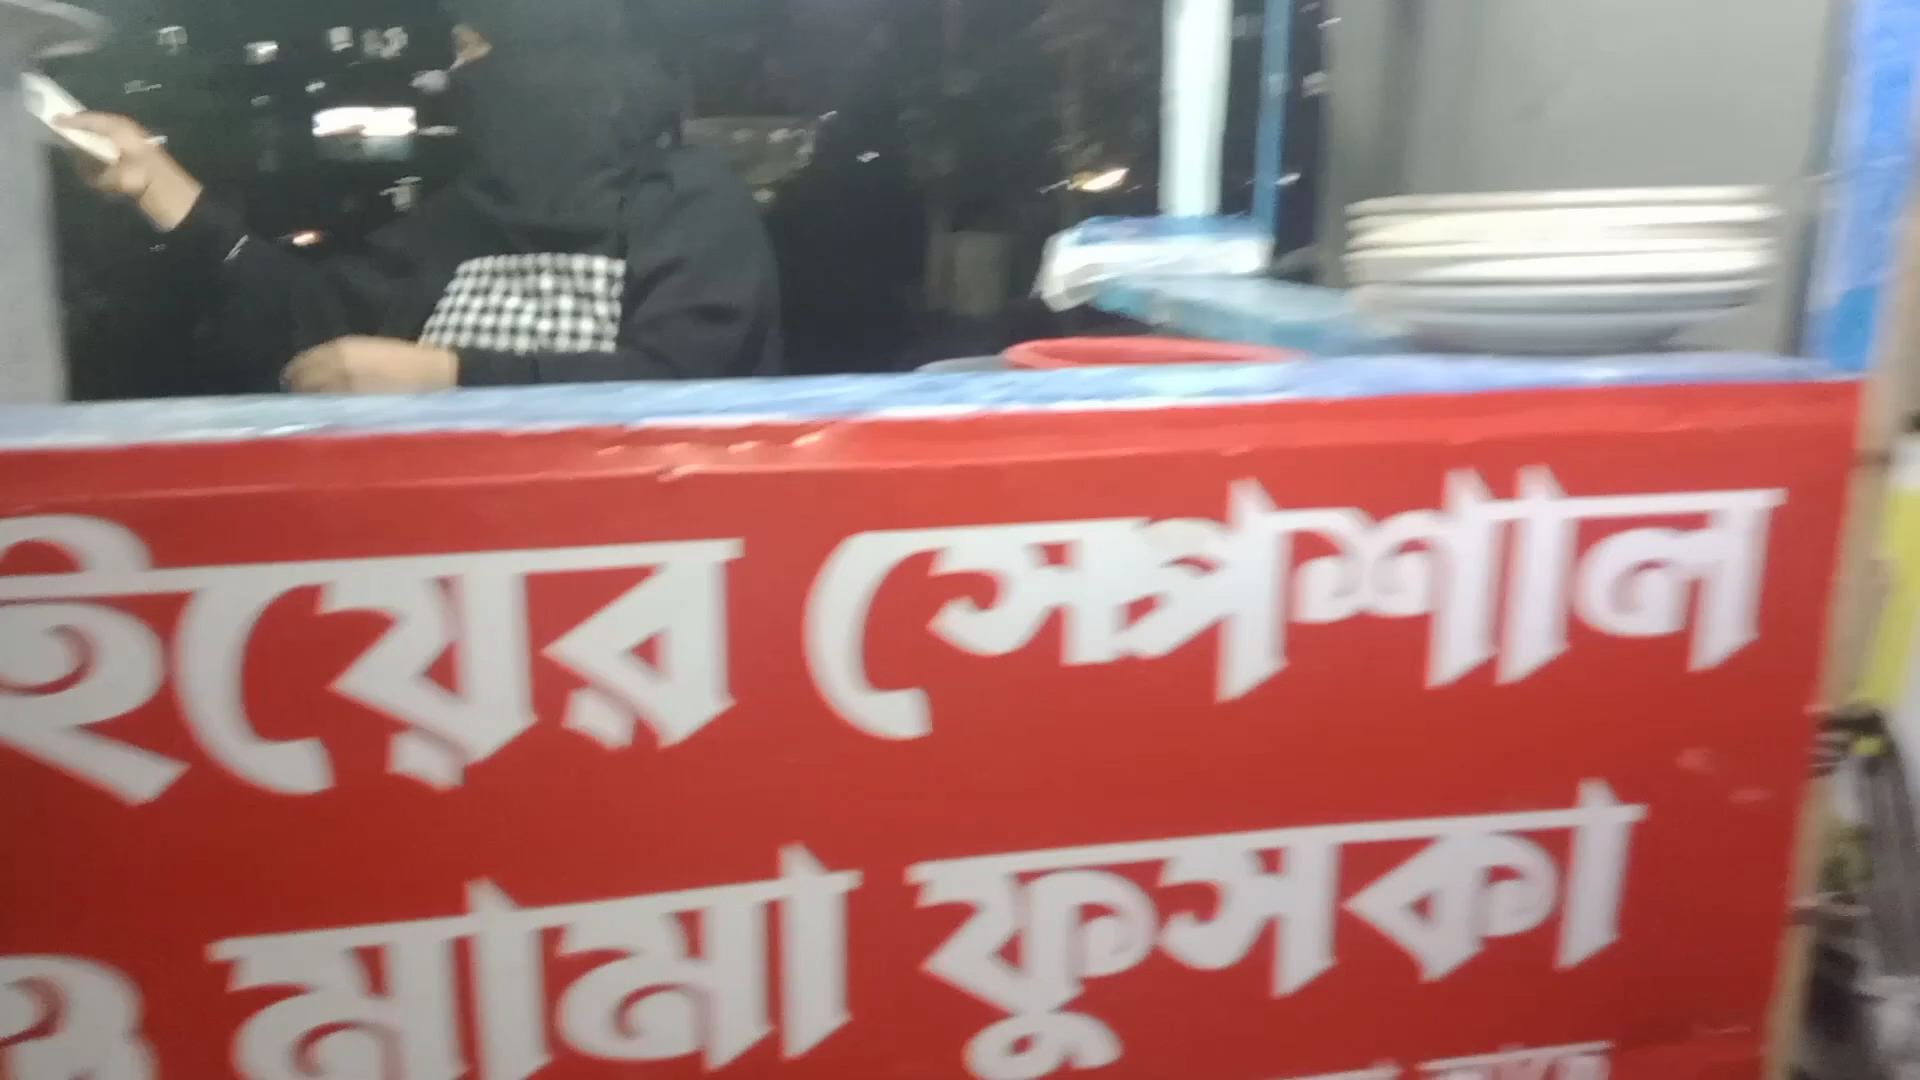 ইয়ের স্পেশাল
ও মামা ফুসকা